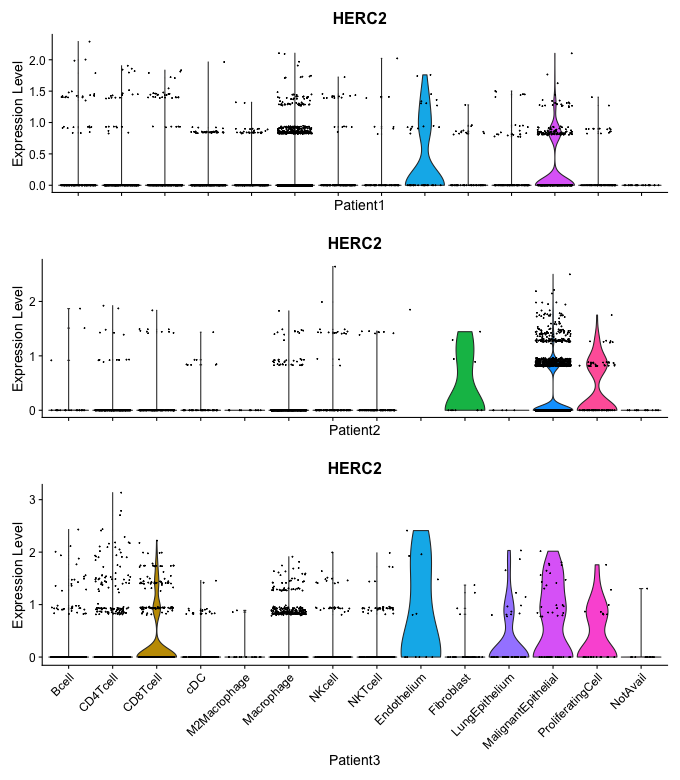 HERC2
Expression Level
2.0
1.5
1.0
0.5
0.0
Patient1
HERC2
Expression Level
2
1
0
Patient2
HERC2
Expression Level
3
2
1
0
Bcell
CD4Tcell
CD8Tcell
cDC
M2Macrophage
Macrophage
NKcell
NKTcell
Endothelium
Fibroblast
LungEpithelium
MalignantEpithelial
ProliferatingCell
NotAvail
Patient3